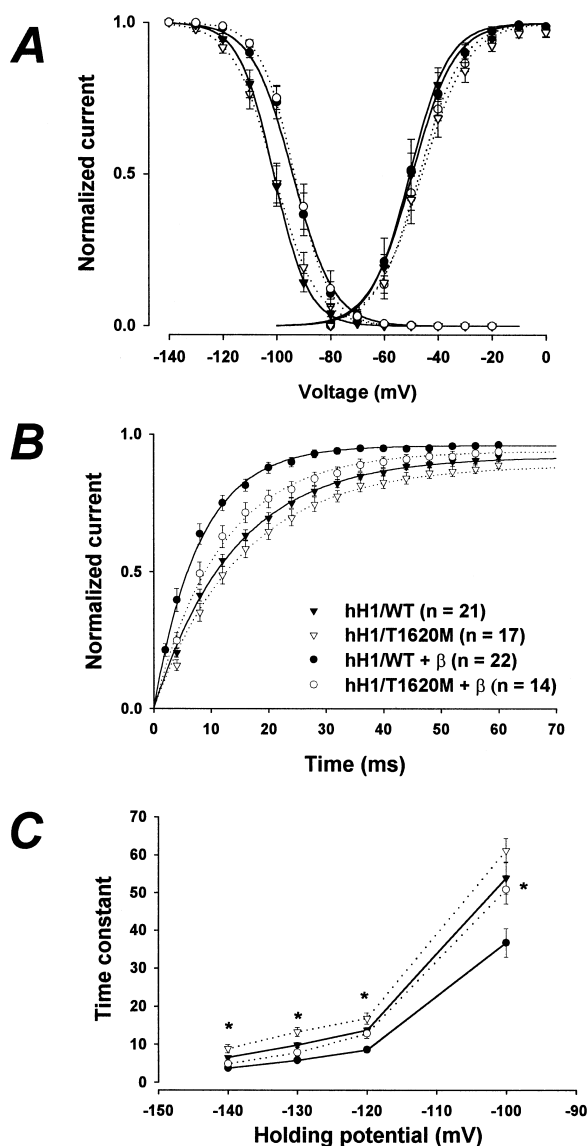 A
Normalized current
1.0
0.5
0.0
-140 -120 -100 -80 -60 -40 -20 0
Voltage (mV)
B
Normalized current
1.0
0.5
0.0
hH1/WT (n = 21)
hH1/T1620M (n = 17)
hH1/WT + β (n = 22)
hH1/T1620M + β (n = 14)
0 10 20 30 40 50 60 70
Time (ms)
C
Time constant
70
60
50
40
30
20
10
0
* * * *
-150 -140 -130 -120 -110 -100 -90
Holding potential (mV)